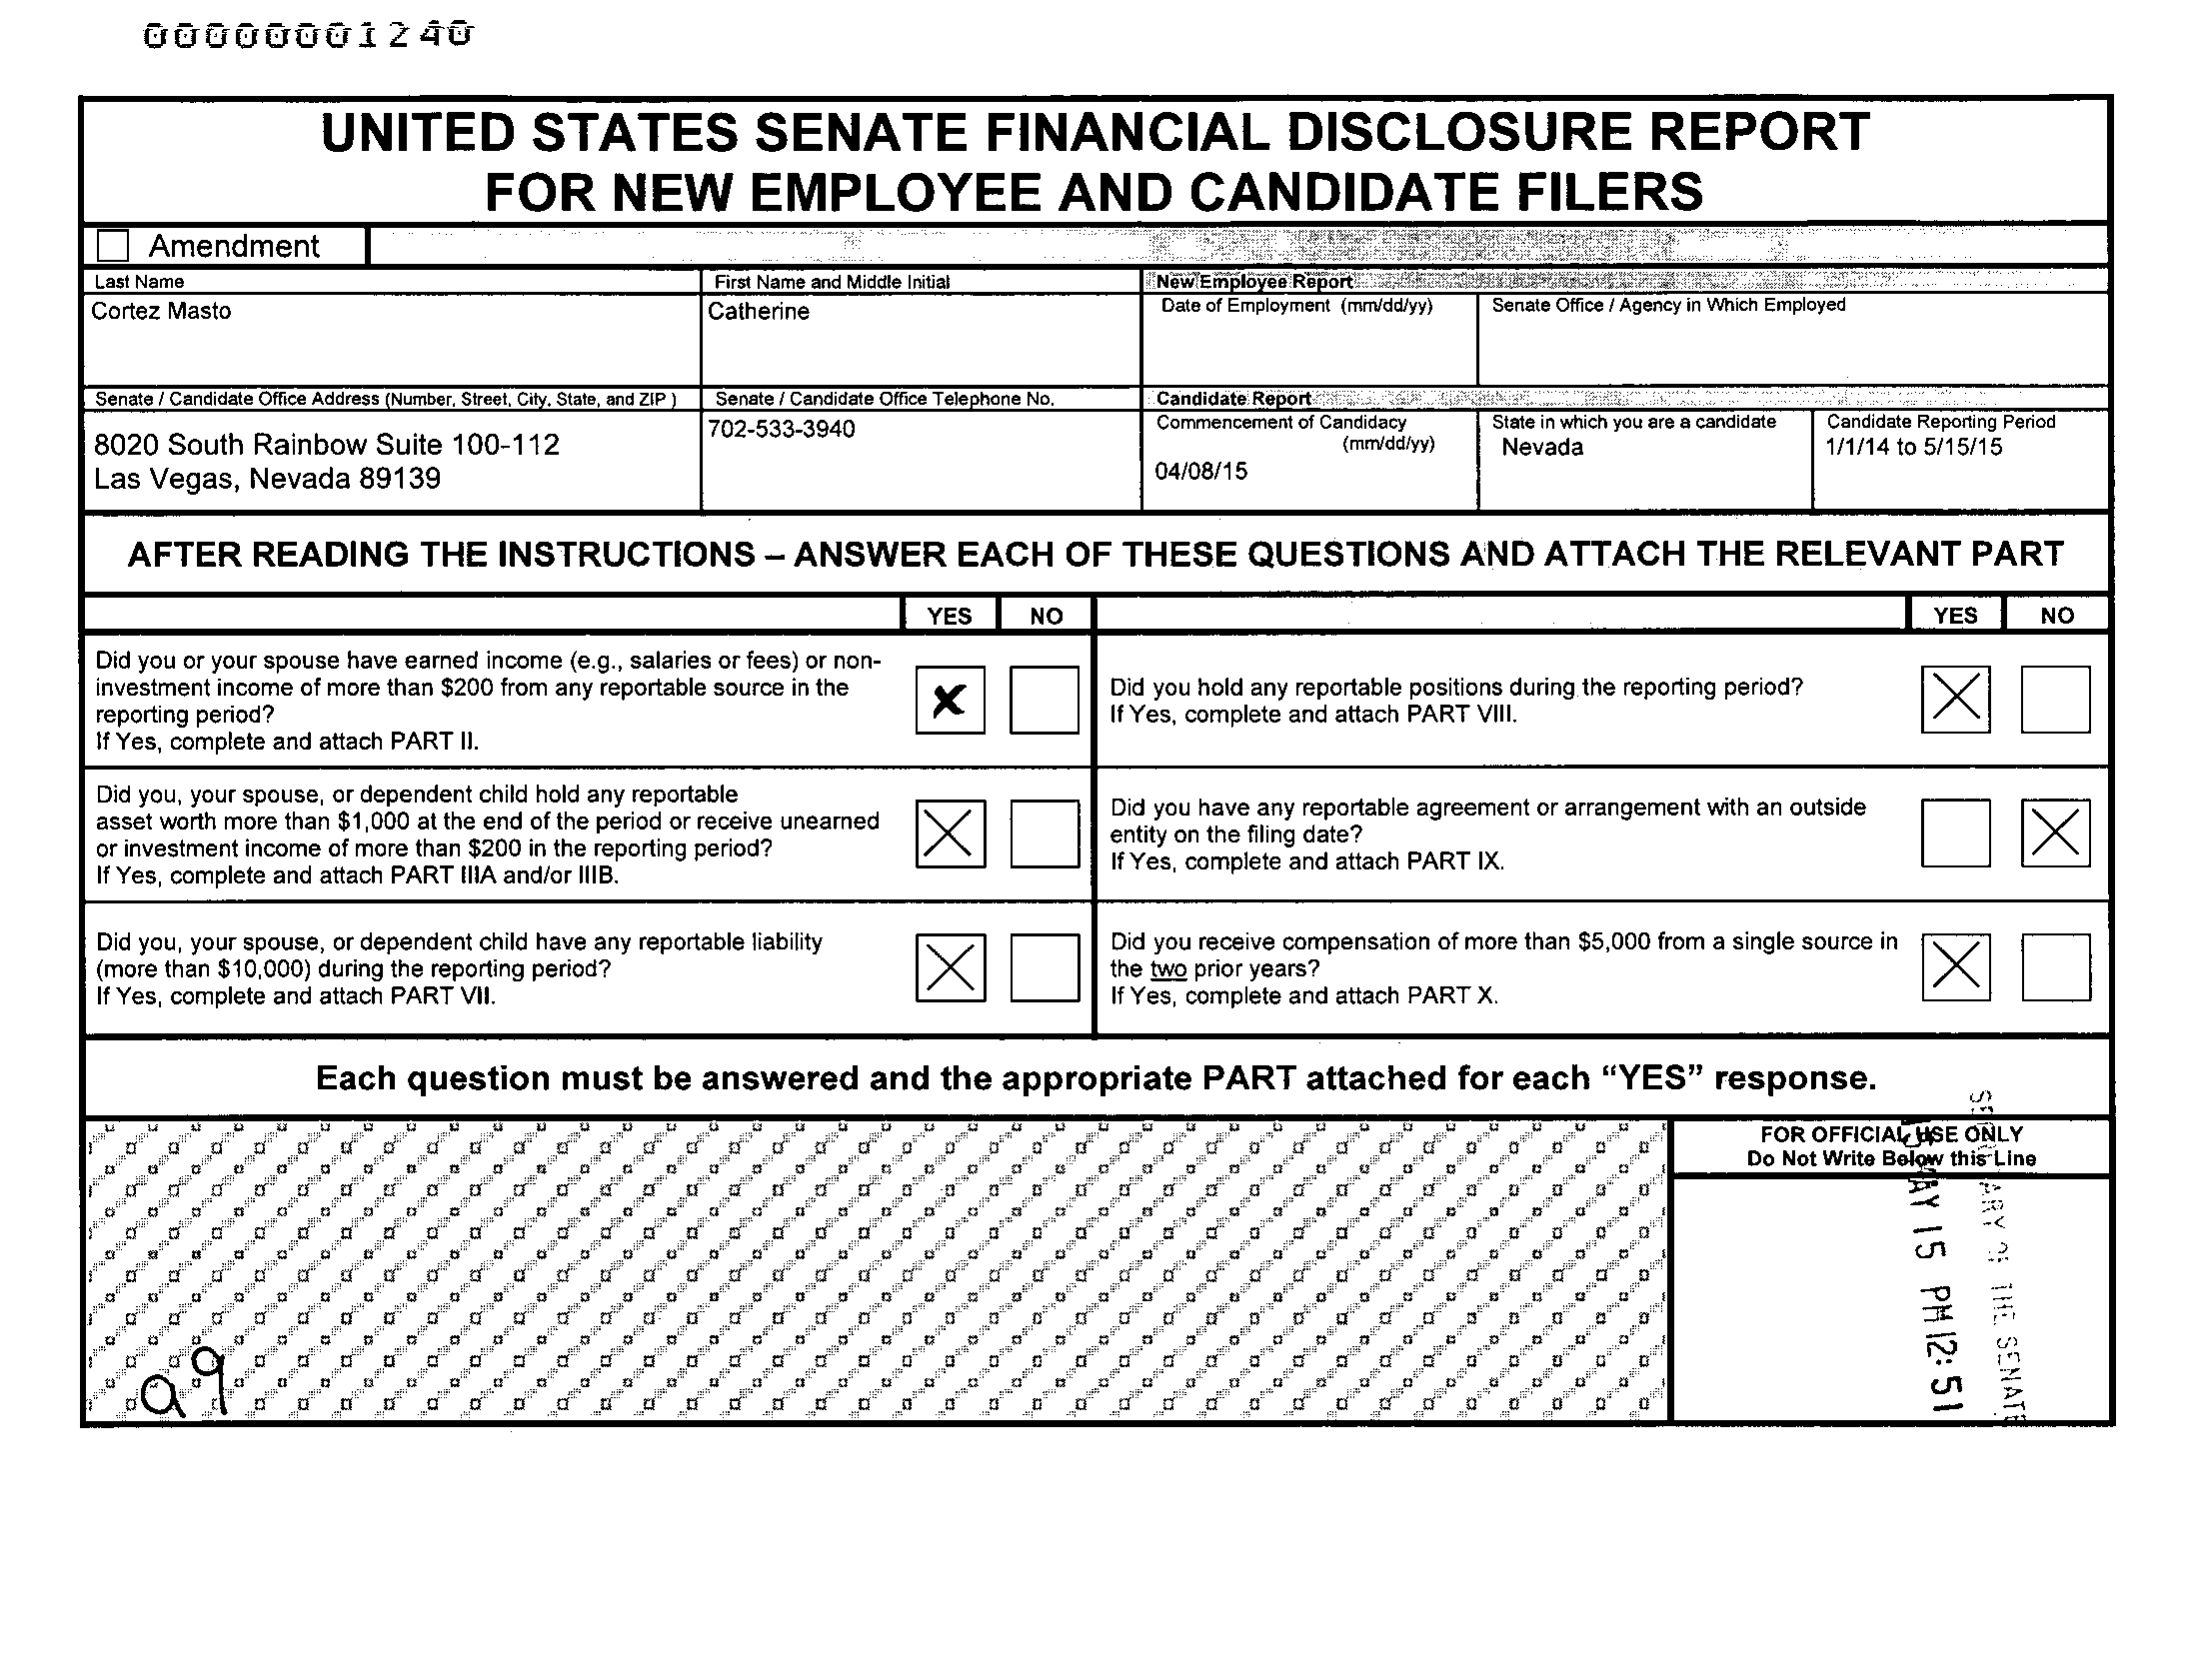 00000001240
UNITED STATES SENATE FINANCIAL DISCLOSURE REPORT
FOR NEW EMPLOYEE AND CANDIDATE FILERS
Amendment
Last Name
Cortez Masto
First Name and Middle Initial
Catherine
New Employee Report
Date of Employment (mm/dd/yy)
Senate Office / Agency in Which Employed
Senate / Candidate Office Address (Number, Street, City, State, and ZIP )
8020 South Rainbow Suite 100-112
Las Vegas, Nevada 89139
Senate / Candidate Office Telephone No.
702-533-3940
Candidate Report
Commencement of Candidacy
(mm/dd/yy)
04/08/15
State in which you are a candidate
Nevada
Candidate Reporting Period
1/1/14 to 5/15/15
AFTER READING THE INSTRUCTIONS – ANSWER EACH OF THESE QUESTIONS AND ATTACH THE RELEVANT PART
YES NO YES NO
Did you or your spouse have earned income (e.g., salaries or fees) or non-
investment income of more than $200 from any reportable source in the
reporting period?
If Yes, complete and attach PART II.
Did you hold any reportable positions during the reporting period?
If Yes, complete and attach PART VIII.
Did you, your spouse, or dependent child hold any reportable
asset worth more than $1,000 at the end of the period or receive unearned
or investment income of more than $200 in the reporting period?
If Yes, complete and attach PART IIIA and/or IIIB.
Did you have any reportable agreement or arrangement with an outside
entity on the filing date?
If Yes, complete and attach PART IX.
Did you, your spouse, or dependent child have any reportable liability
(more than $10,000) during the reporting period?
If Yes, complete and attach PART VII.
Did you receive compensation of more than $5,000 from a single source in
the two prior years?
If Yes, complete and attach PART X.
Each question must be answered and the appropriate PART attached for each “YES” response.
FOR OFFICIAL USE ONLY
Do Not Write Below this Line
OF THE SENATE
MAY 15 PM 12:51